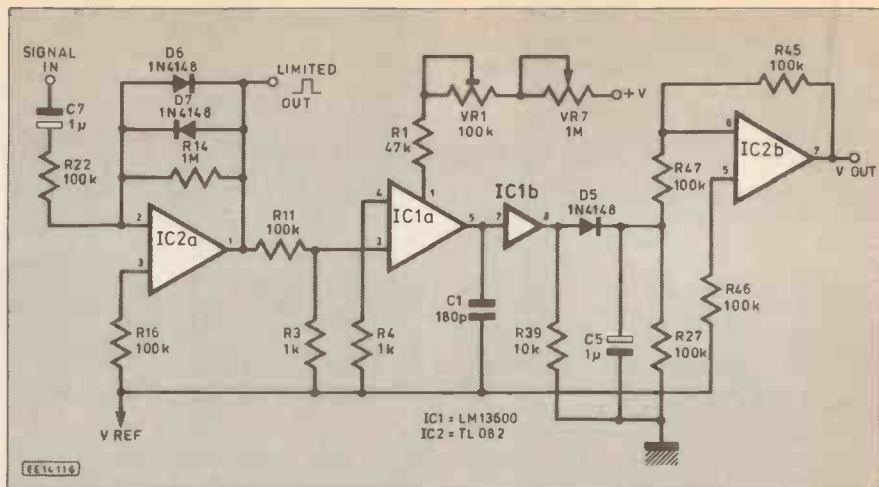 SIGNAL
IN
C7
1µ
R22
100k
D6
1N4148
D7
1N4148
R14
1M
LIMITED
OUT
2
3
IC2a
1
R16
100k
V REF
R11
100k
R3
1k
R4
1k
R1
47k
VR1
100k
VR7
1M
+V
4
3
1
IC1a
5
C1
180p
IC1b
7
8
D5
1N4148
R39
10k
C5
1µ
R47
100k
R27
100k
R45
100k
6
5
IC2b
7
V OUT
R46
100k
IC1 = LM13600
IC2 = TL082
EE14116